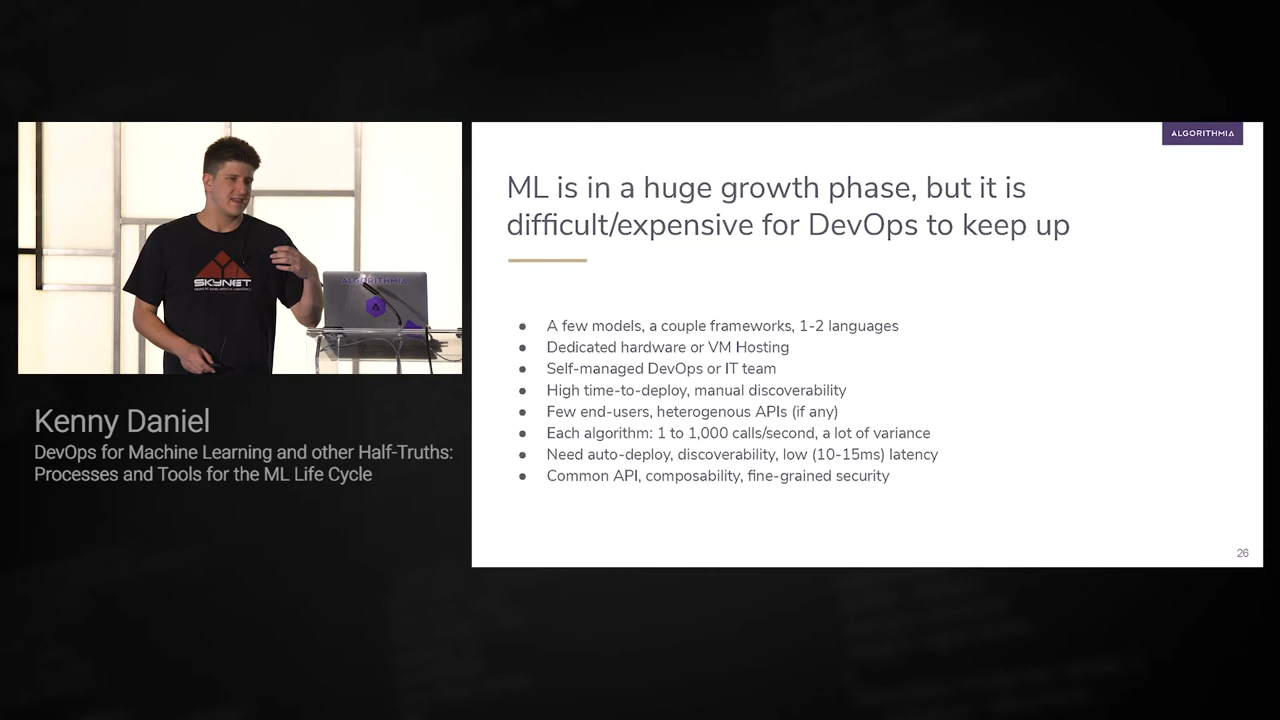 ALGORITHMIA
ML is in a huge growth phase, but it is
difficult/expensive for DevOps to keep up
● A few models, a couple frameworks, 1-2 languages
● Dedicated hardware or VM Hosting
● Self-managed DevOps or IT team
● High time-to-deploy, manual discoverability
● Few end-users, heterogenous APIs (if any)
● Each algorithm: 1 to 1,000 calls/second, a lot of variance
● Need auto-deploy, discoverability, low (10-15ms) latency
● Common API, composability, fine-grained security
26
SKYNET
ALGORITHMIA
Kenny Daniel
DevOps for Machine Learning and other Half-Truths:
Processes and Tools for the ML Life Cycle